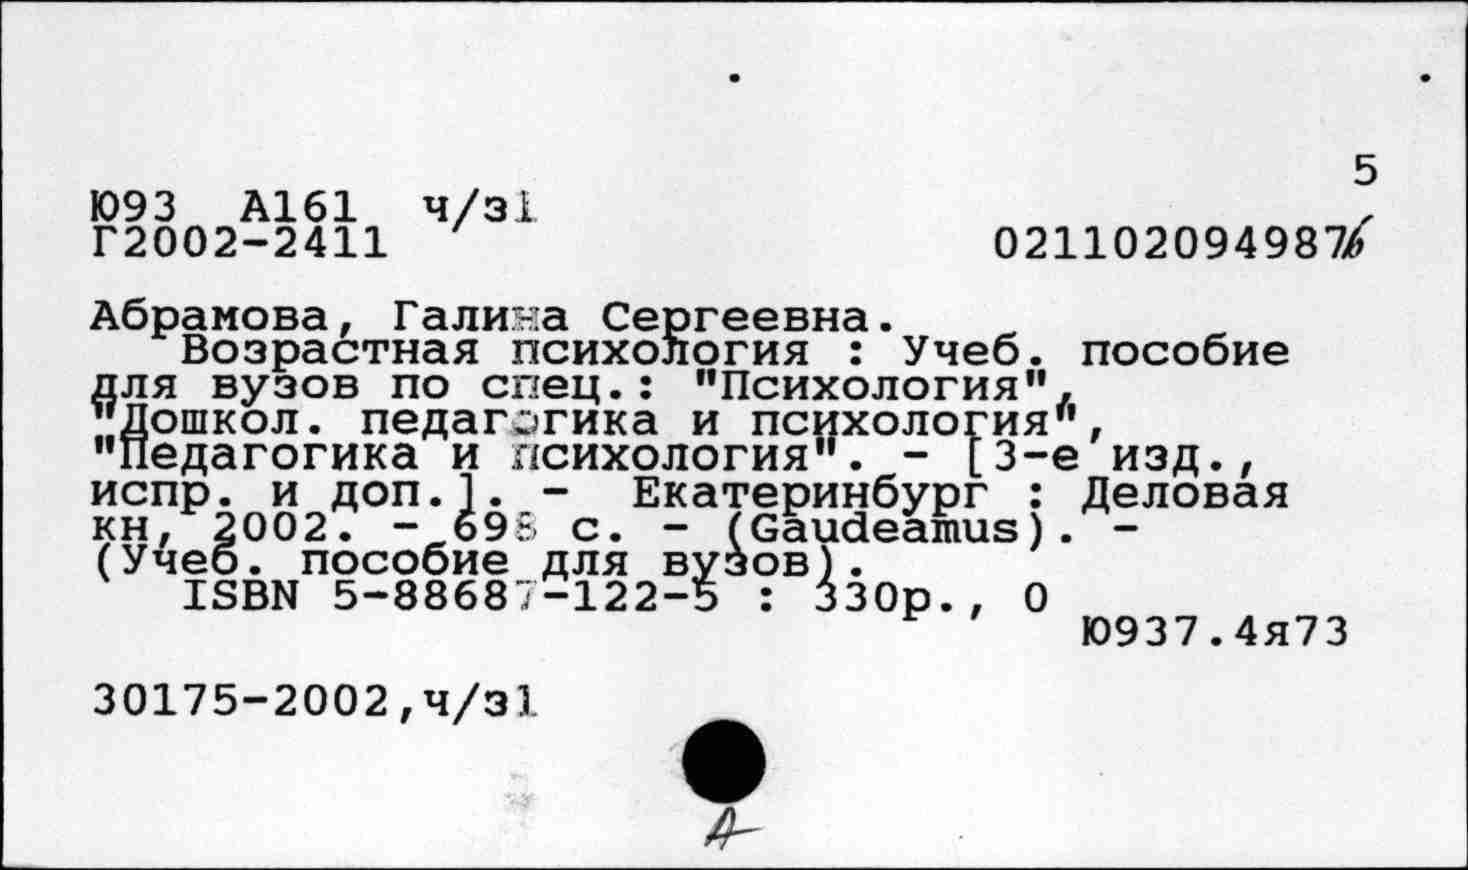 5
Ю93 А161 ч/з1
Г2002-2411
0211020949876
Абрамова, Галина Сергеевна.
Возрастная психология : Учеб. пособие
для вузов по спец.: "Психология",
"Дошкол. педагогика и психология",
"Педагогика и психология". - [3-е изд.,
испр. и доп.]. - Екатеринбург : Деловая
кн, 2002. - 698 с. - (Gaudeamus). -
(Учеб. пособие для вузов).
ISBN 5-88687-122-5 : 330р., 0
Ю937.4я73
30175-2002,ч/з1
А